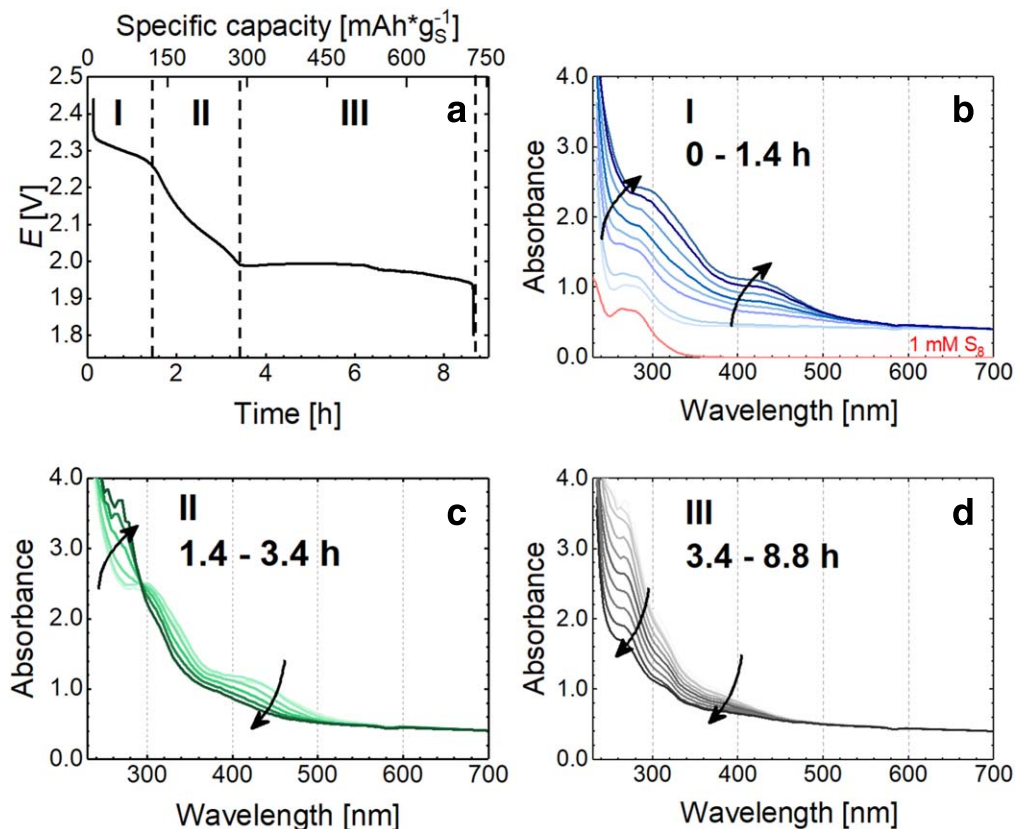 Specific capacity [mAh*g_S^-1]
0 150 300 450 600 750
a
I II III
E [V]
2.5
2.4
2.3
2.2
2.1
2.0
1.9
1.8
0 2 4 6 8
Time [h]
b
I
0 - 1.4 h
Absorbance
4.0
3.0
2.0
1.0
0.0
1 mM S₈
300 400 500 600 700
Wavelength [nm]
c
II
1.4 - 3.4 h
Absorbance
4.0
3.0
2.0
1.0
0.0
300 400 500 600 700
Wavelength [nm]
d
III
3.4 - 8.8 h
Absorbance
4.0
3.0
2.0
1.0
0.0
300 400 500 600 700
Wavelength [nm]